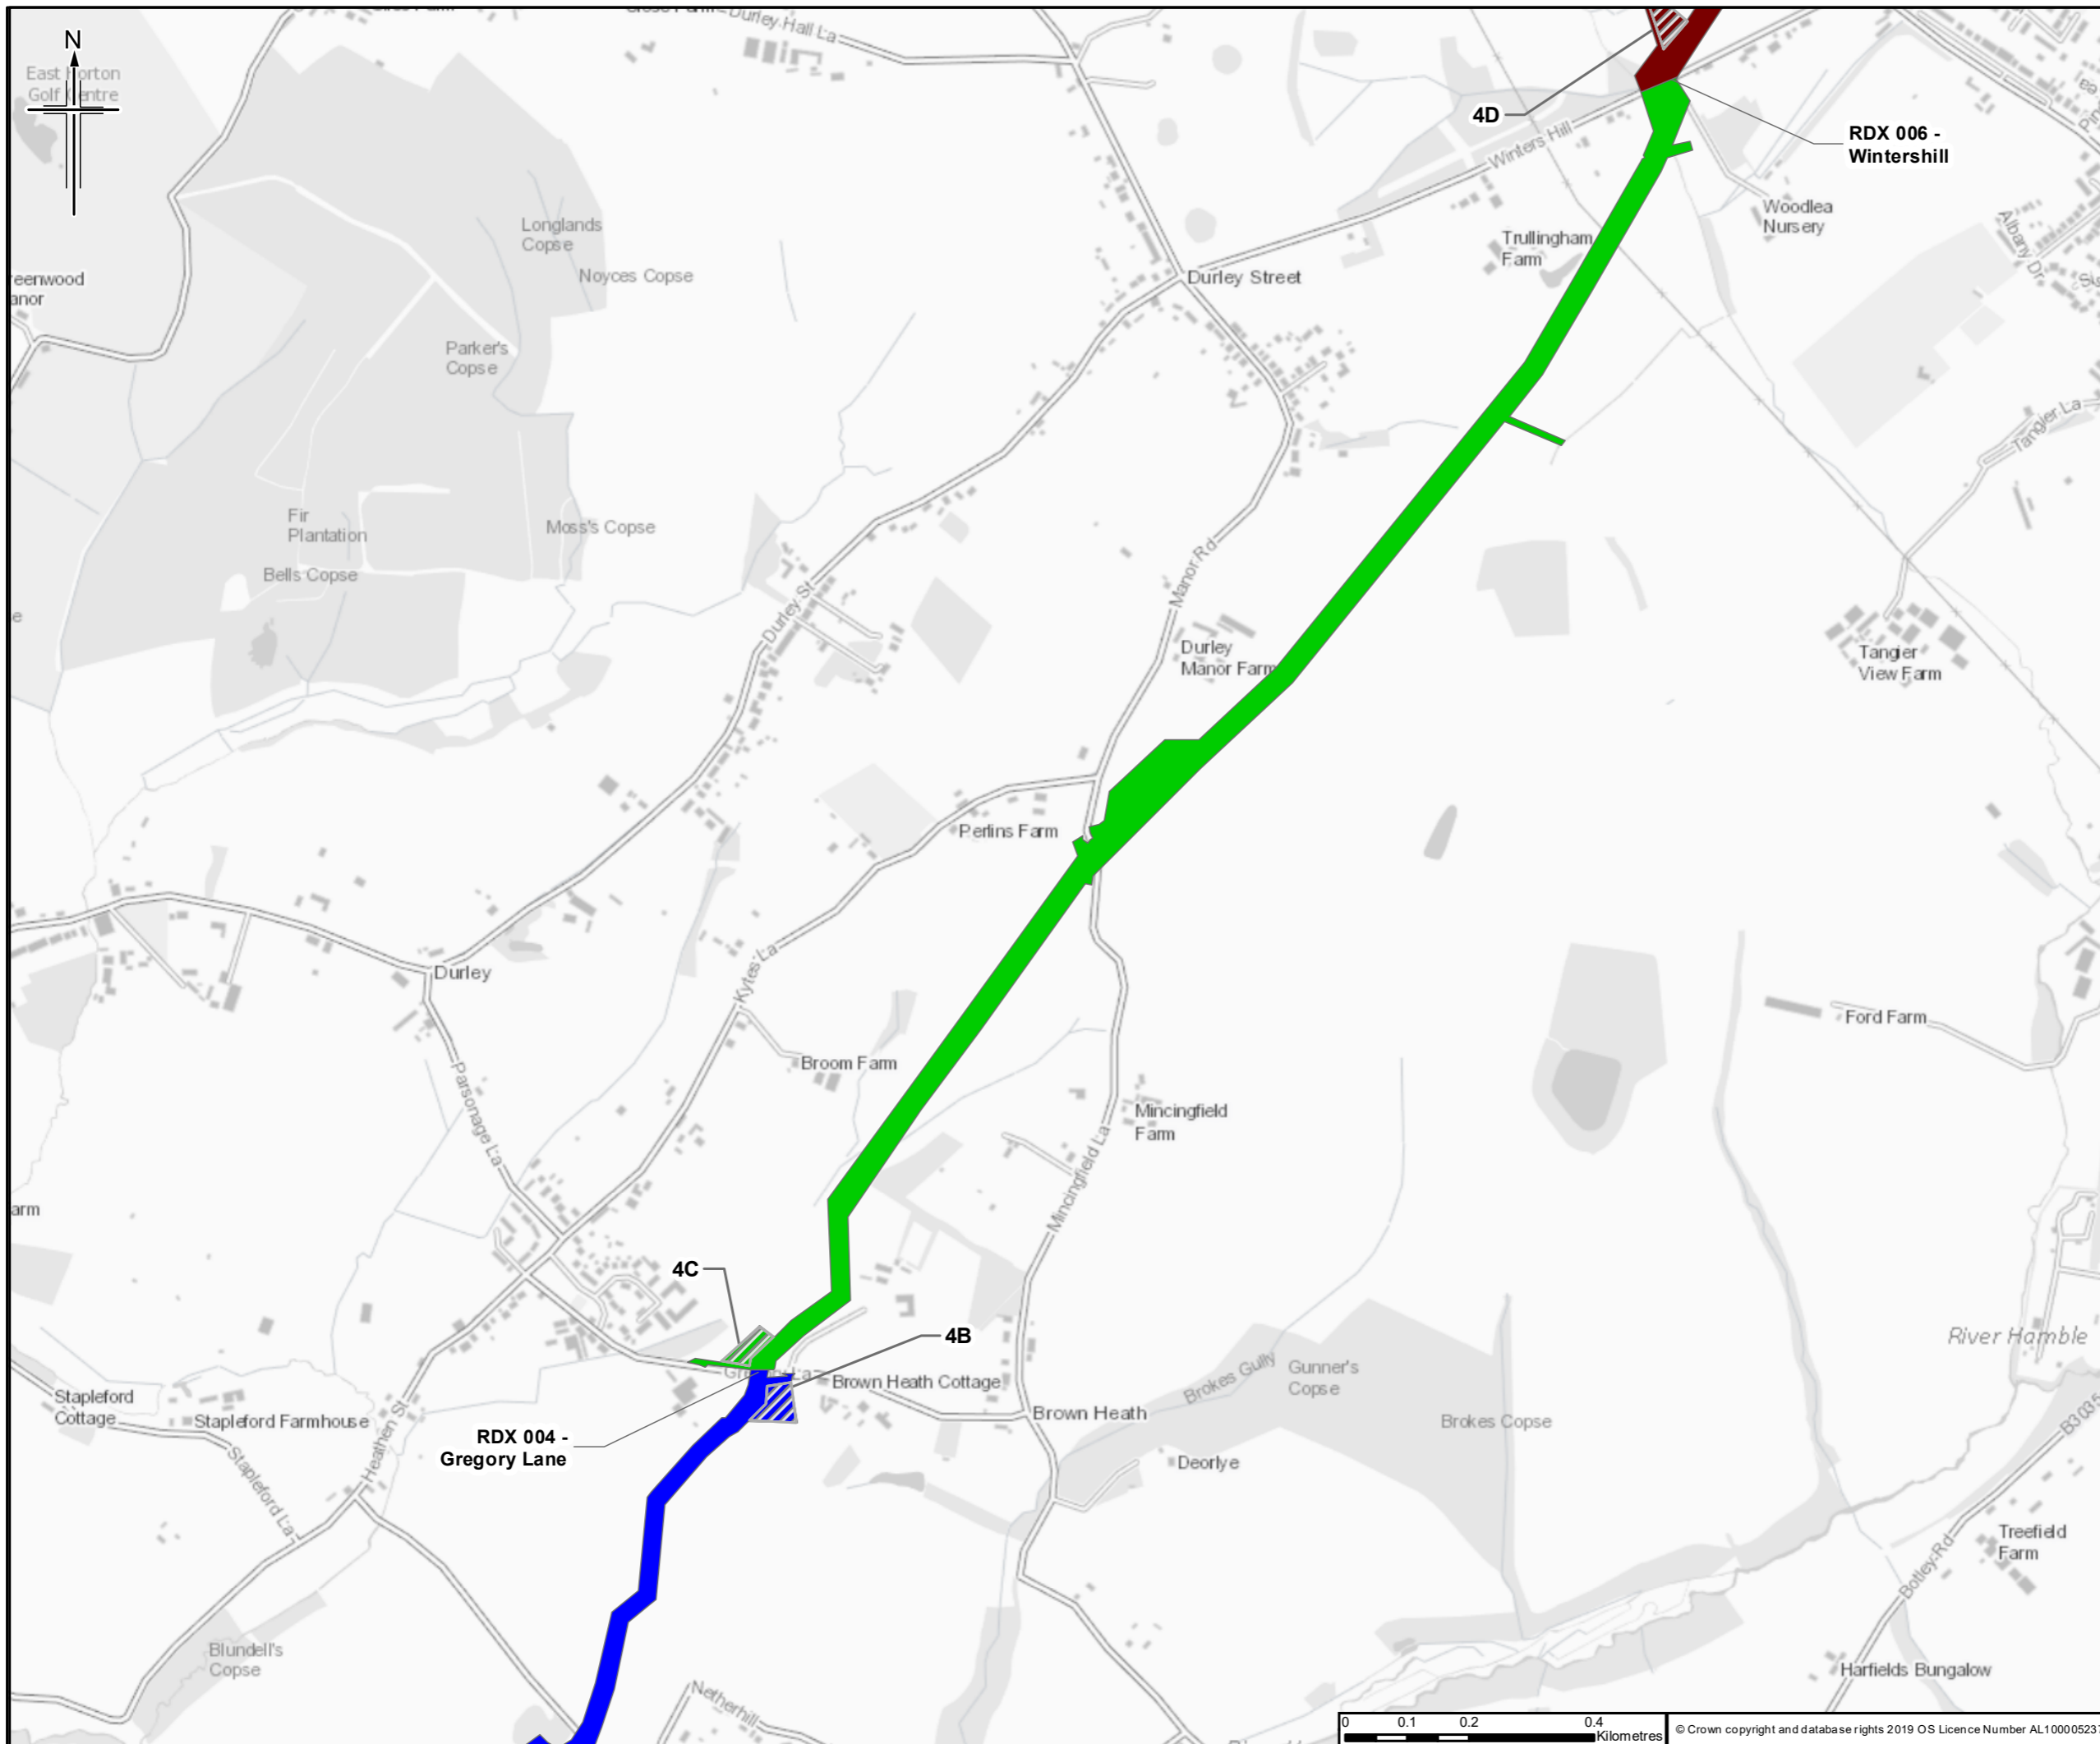 Durley Hall La
N
East Horton
Golf Centre
4D
Winters Hill
RDX 006 -
Wintershill
Longlands
Copse
Woodlea
Nursery
Albany Dr
Trullingham
Farm
Noyces Copse
Durley Street
reenwood
anor
Parker's
Copse
Tangier La
Fir
Plantation
Moss's Copse
Manor Rd
Bells Copse
Durley St
e
Durley
Manor Farm
Tangier
View Farm
Perlins Farm
Durley
Kytes La
Ford Farm
Broom Farm
Parsonage La
Mincingfield
Farm
Mincingfield La
arm
4C
4B
River Hamble
Gunner's
Copse
Brokes Gully
Brown Heath Cottage
Stapleford
Cottage
Stapleford Farmhouse
Brown Heath
Brokes Copse
B3035
Heathen St
RDX 004 -
Gregory Lane
Deorlye
Stapleford La
Treefield
Farm
Botley Rd
Blundell's
Copse
Harfields Bungalow
Netherhill
0 0.1 0.2 0.4
Kilometres
© Crown copyright and database rights 2019 OS Licence Number AL10000523